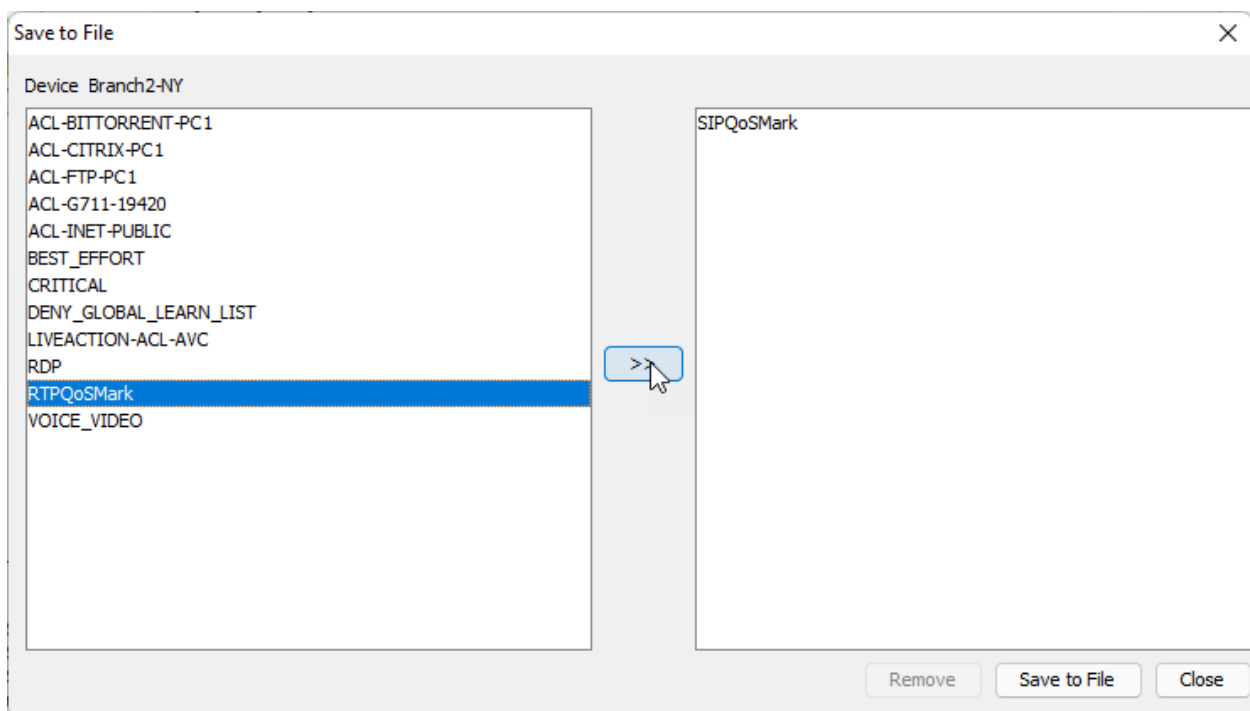 Save to File
Device Branch2-NY
ACL-BITTORRENT-PC1
ACL-CITRIX-PC1
ACL-FTP-PC1
ACL-G711-19420
ACL-INET-PUBLIC
BEST_EFFORT
CRITICAL
DENY_GLOBAL_LEARN_LIST
LIVEACTION-ACL-AVC
RDP
RTPQoSMark
VOICE_VIDEO
>>
SIPQoSMark
Remove
Save to File
Close